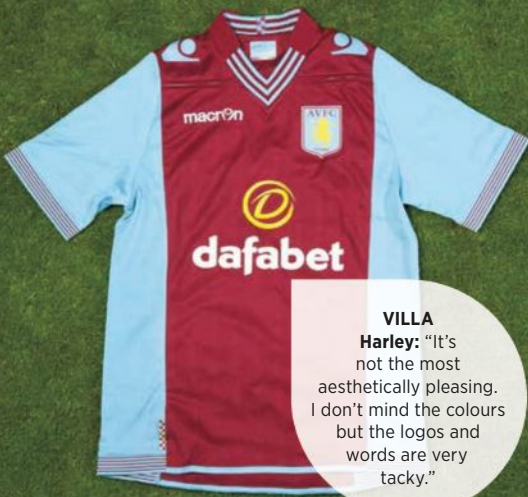 macron
AVFC
dafabet
VILLA
Harley: “It’s
not the most
aesthetically pleasing.
I don’t mind the colours
but the logos and
words are very
tacky.”